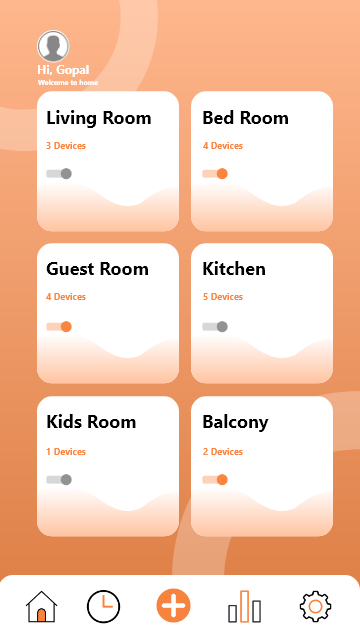 Hi, Gopal
Welcome to home
Living Room
3 Devices
Bed Room
4 Devices
Guest Room
4 Devices
Kitchen
5 Devices
Kids Room
1 Devices
Balcony
2 Devices